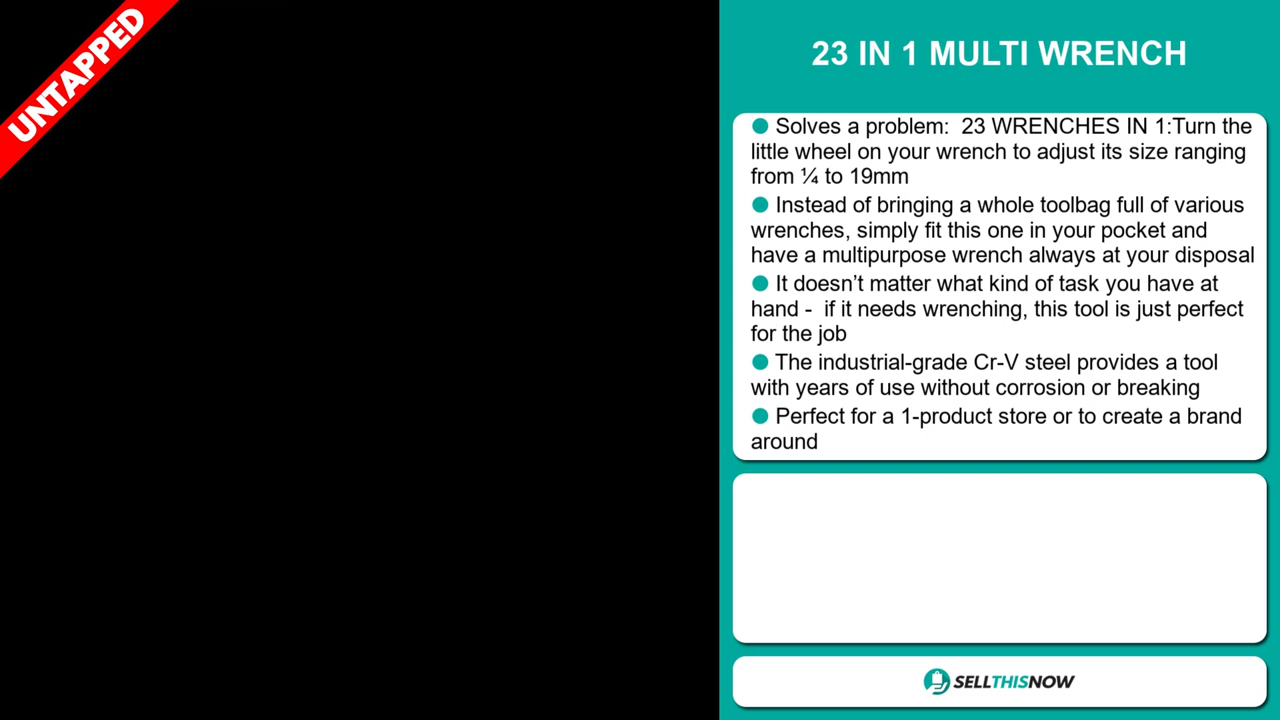 UNTAPPED
23 IN 1 MULTI WRENCH
● Solves a problem:  23 WRENCHES IN 1:Turn the
little wheel on your wrench to adjust its size ranging
from ¼ to 19mm
● Instead of bringing a whole toolbag full of various
wrenches, simply fit this one in your pocket and
have a multipurpose wrench always at your disposal
● It doesn’t matter what kind of task you have at
hand -  if it needs wrenching, this tool is just perfect
for the job
● The industrial-grade Cr-V steel provides a tool
with years of use without corrosion or breaking
● Perfect for a 1-product store or to create a brand
around
SELLTHISNOW